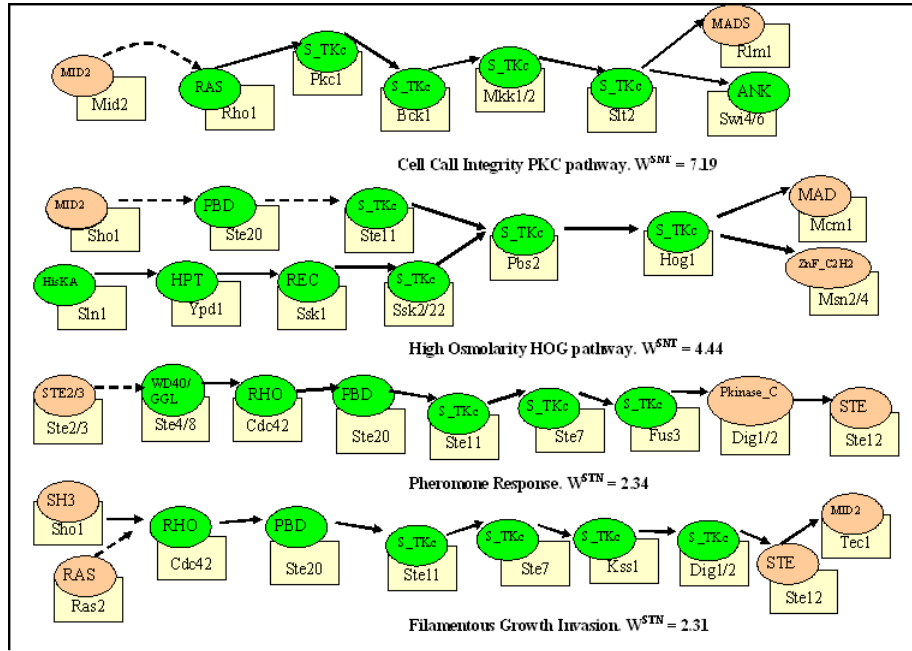 MID2 Mid2 RAS Rho1 S_TKc Pkc1 S_TKc Bck1 S_TKc Mkk1/2 S_TKc Slt2 MADS Rlm1 ANK Swi4/6
Cell Call Integrity PKC pathway. W^SNT = 7.19
MID2 Sho1 PBD Ste20 S_TKc Ste11 S_TKc Pbs2 S_TKc Hog1 MAD Mcm1
HisKA Sln1 HPT Ypd1 REC Ssk1 S_TKc Ssk2/22 ZnF_C2H2 Msn2/4
High Osmolarity HOG pathway. W^SNT = 4.44
STE2/3 Ste2/3 WD40/GGL Ste4/8 RHO Cdc42 PBD Ste20 S_TKc Ste11 S_TKc Ste7 S_TKc Fus3 Pkinase_C Dig1/2 STE Ste12
Pheromone Response. W^STN = 2.34
SH3 Sho1 RHO Cdc42 PBD Ste20 S_TKc Ste11 S_TKc Ste7 S_TKc Kss1 S_TKc Dig1/2 STE Ste12 MID2 Tec1
RAS Ras2
Filamentous Growth Invasion. W^STN = 2.31